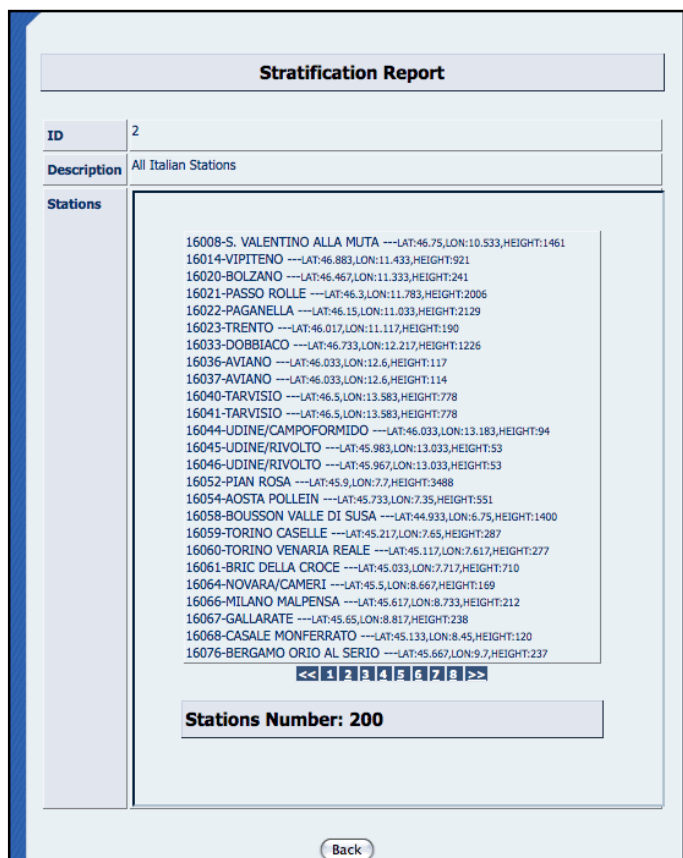 Stratification Report
ID
2
Description
All Italian Stations
Stations
16008-S. VALENTINO ALLA MUTA ---LAT:46.75,LON:10.533,HEIGHT:1461
16014-VIPITENO ---LAT:46.883,LON:11.433,HEIGHT:921
16020-BOLZANO ---LAT:46.467,LON:11.333,HEIGHT:241
16021-PASSO ROLLE ---LAT:46.3,LON:11.783,HEIGHT:2006
16022-PAGANELLA ---LAT:46.15,LON:11.033,HEIGHT:2129
16023-TRENTO ---LAT:46.017,LON:11.117,HEIGHT:190
16033-DOBBIACO ---LAT:46.733,LON:12.217,HEIGHT:1226
16036-AVIANO ---LAT:46.033,LON:12.6,HEIGHT:117
16037-AVIANO ---LAT:46.033,LON:12.6,HEIGHT:114
16040-TARVISIO ---LAT:46.5,LON:13.583,HEIGHT:778
16041-TARVISIO ---LAT:46.5,LON:13.583,HEIGHT:778
16044-UDINE/CAMPOFORMIDO ---LAT:46.033,LON:13.183,HEIGHT:94
16045-UDINE/RIVOLTO ---LAT:45.983,LON:13.033,HEIGHT:53
16046-UDINE/RIVOLTO ---LAT:45.967,LON:13.033,HEIGHT:53
16052-PIAN ROSA ---LAT:45.9,LON:7.7,HEIGHT:3488
16054-AOSTA POLLEIN ---LAT:45.733,LON:7.35,HEIGHT:551
16058-BOUSSON VALLE DI SUSA ---LAT:44.933,LON:6.75,HEIGHT:1400
16059-TORINO CASELLE ---LAT:45.217,LON:7.65,HEIGHT:287
16060-TORINO VENARIA REALE ---LAT:45.117,LON:7.617,HEIGHT:277
16061-BRIC DELLA CROCE ---LAT:45.033,LON:7.717,HEIGHT:710
16064-NOVARA/CAMERI ---LAT:45.5,LON:8.667,HEIGHT:169
16066-MILANO MALPENSA ---LAT:45.617,LON:8.733,HEIGHT:212
16067-GALLARATE ---LAT:45.65,LON:8.817,HEIGHT:238
16068-CASALE MONFERRATO ---LAT:45.133,LON:8.45,HEIGHT:120
16076-BERGAMO ORIO AL SERIO ---LAT:45.667,LON:9.7,HEIGHT:237
<< 1 2 3 4 5 6 7 8 >>
Stations Number: 200
Back